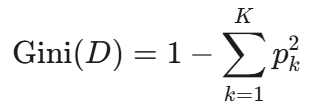 Gini(D) = 1 − ∑_{k=1}^{K} p_k^2